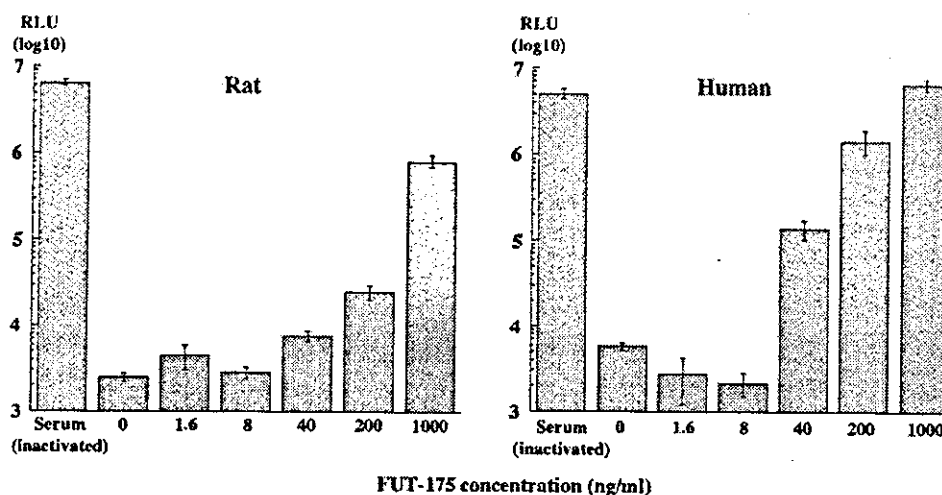 RLU
(log10)
Rat
7
6
5
4
3
Serum
(inactivated)
0
1.6
8
40
200
1000
RLU
(log10)
Human
7
6
5
4
3
Serum
(inactivated)
0
1.6
8
40
200
1000
FUT-175 concentration (ng/ml)